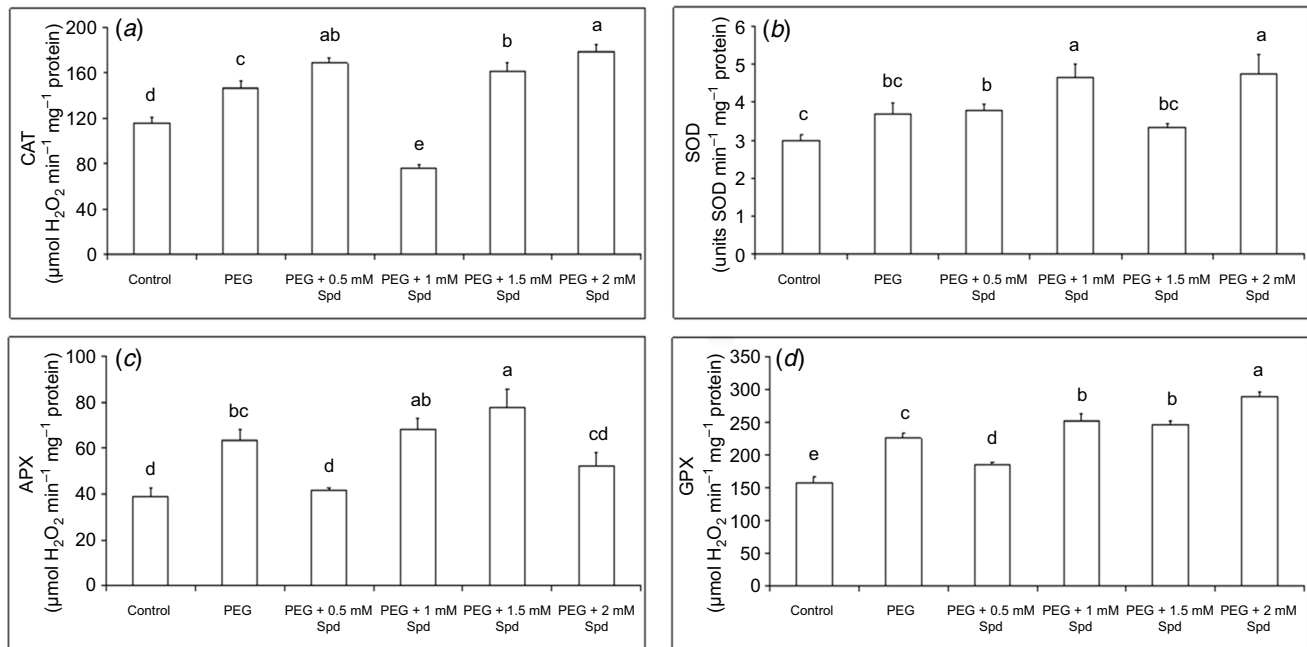 (a)
CAT
(µmol H₂O₂ min⁻¹ mg⁻¹ protein)
200
160
120
80
40
0
d
c
ab
e
b
a
Control
PEG
PEG + 0.5 mM Spd
PEG + 1 mM Spd
PEG + 1.5 mM Spd
PEG + 2 mM Spd
(b)
SOD
(units SOD min⁻¹ mg⁻¹ protein)
6
5
4
3
2
1
0
c
bc
b
a
bc
a
Control
PEG
PEG + 0.5 mM Spd
PEG + 1 mM Spd
PEG + 1.5 mM Spd
PEG + 2 mM Spd
(c)
APX
(µmol H₂O₂ min⁻¹ mg⁻¹ protein)
100
80
60
40
20
0
d
bc
d
ab
a
cd
Control
PEG
PEG + 0.5 mM Spd
PEG + 1 mM Spd
PEG + 1.5 mM Spd
PEG + 2 mM Spd
(d)
GPX
(µmol H₂O₂ min⁻¹ mg⁻¹ protein)
350
300
250
200
150
100
50
0
e
c
d
b
b
a
Control
PEG
PEG + 0.5 mM Spd
PEG + 1 mM Spd
PEG + 1.5 mM Spd
PEG + 2 mM Spd